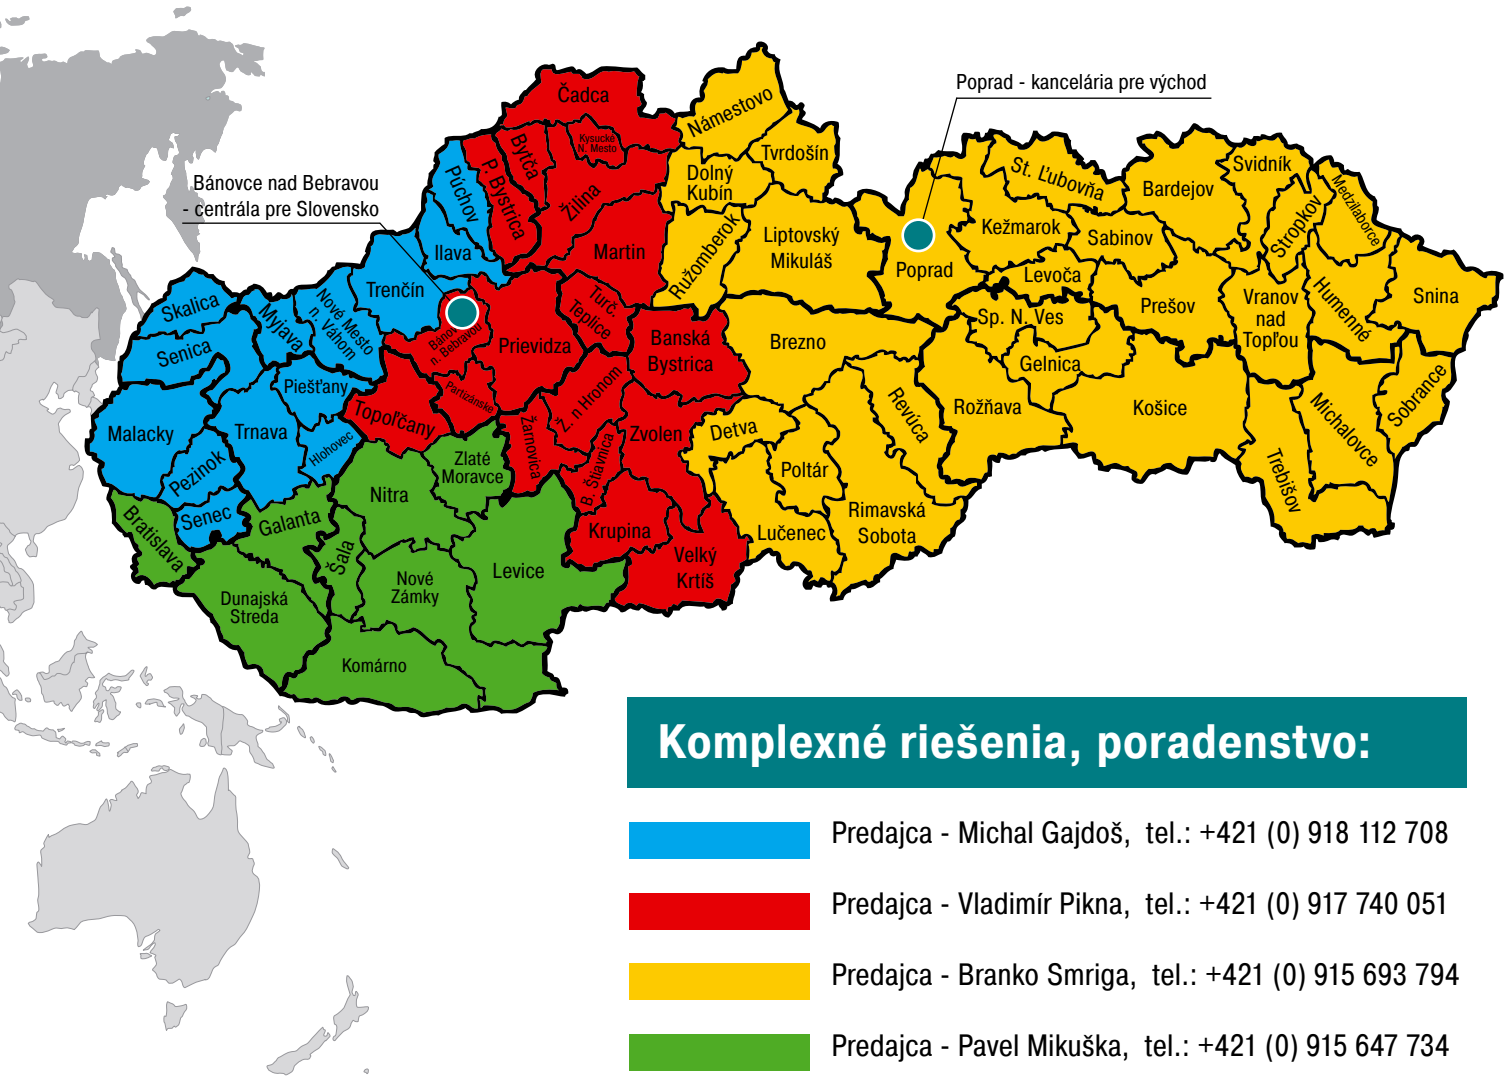 Poprad - kancelária pre východ
Bánovce nad Bebravou
- centrála pre Slovensko
Čadca
Kysucké
N. Mesto
Bytča
P. Bystrica
Púchov
Žilina
Ilava
Martin
Námestovo
Tvrdošín
Dolný
Kubín
Ružomberok
Liptovský
Mikuláš
Poprad
St. Ľubovňa
Kežmarok
Levoča
Sabinov
Bardejov
Svidník
Stropkov
Medzilaborce
Prešov
Vranov
nad
Topľou
Humenné
Snina
Skalica
Senica
Myjava
Nové Mesto
n. Váhom
Trenčín
n. Bebravou
Prievidza
Turč.
Teplice
Banská
Bystrica
Brezno
Sp. N. Ves
Gelnica
Rožňava
Košice
Michalovce
Sobrance
Trebišov
Malacky
Piešťany
Trnava
Hlohovec
Pezinok
Senec
Topoľčany
Partizánske
Žarnovica
Ž. n Hronom
B. Štiavnica
Zvolen
Detva
Poltár
Revúca
Rimavská
Sobota
Lučenec
Krupina
Velký
Krtíš
Bratislava
Galanta
Šaľa
Nitra
Zlaté
Moravce
Levice
Nové
Zámky
Dunajská
Streda
Komárno
Komplexné riešenia, poradenstvo:
Predajca - Michal Gajdoš, tel.: +421 (0) 918 112 708
Predajca - Vladimír Pikna, tel.: +421 (0) 917 740 051
Predajca - Branko Smriga, tel.: +421 (0) 915 693 794
Predajca - Pavel Mikuška, tel.: +421 (0) 915 647 734